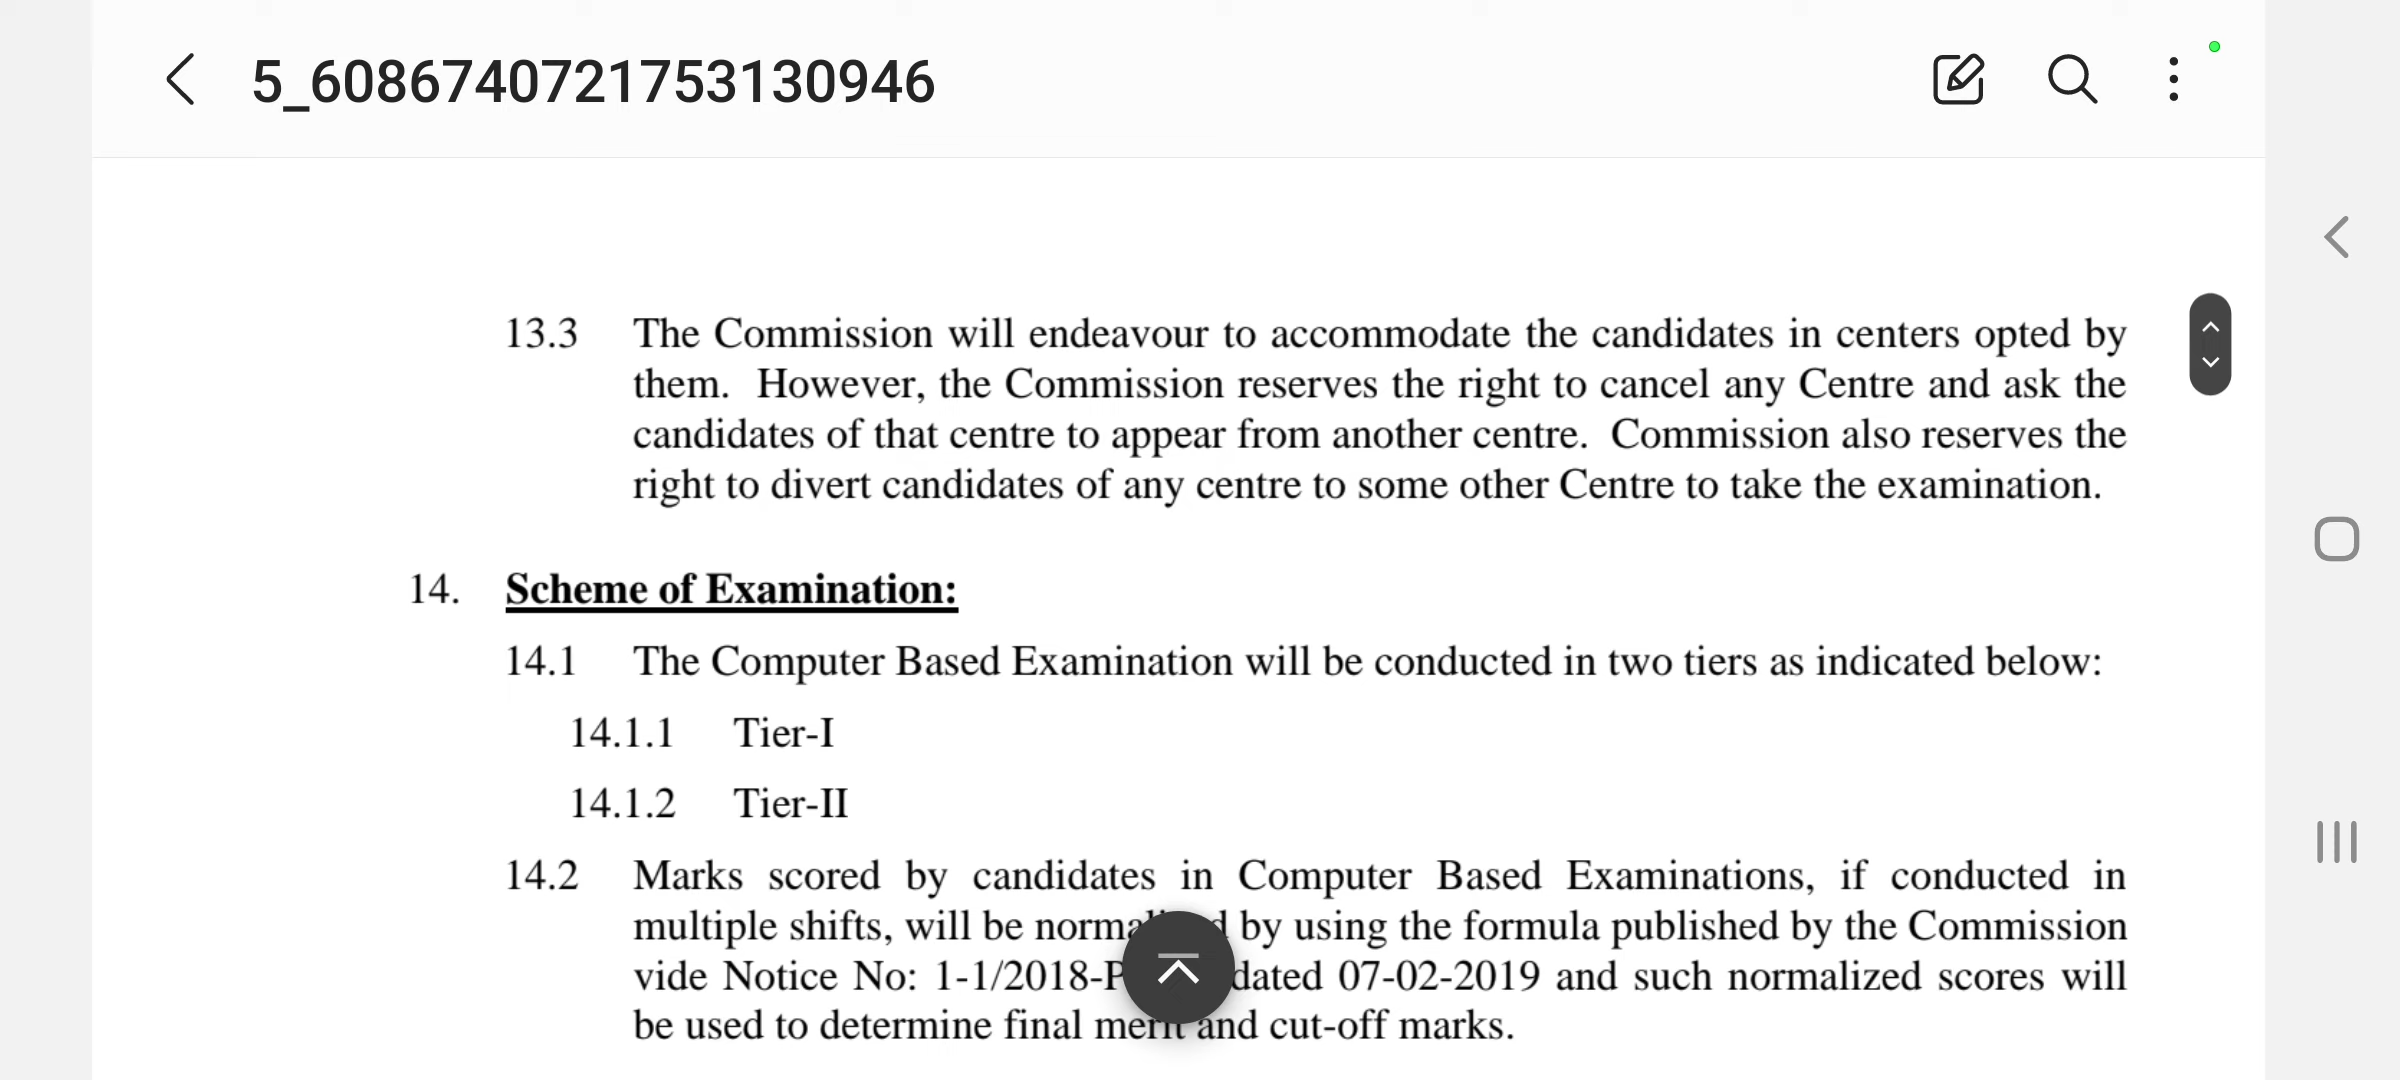 5_6086740721753130946
13.3 The Commission will endeavour to accommodate the candidates in centers opted by
them. However, the Commission reserves the right to cancel any Centre and ask the
candidates of that centre to appear from another centre. Commission also reserves the
right to divert candidates of any centre to some other Centre to take the examination.
14. Scheme of Examination:
14.1 The Computer Based Examination will be conducted in two tiers as indicated below:
14.1.1 Tier-I
14.1.2 Tier-II
14.2 Marks scored by candidates in Computer Based Examinations, if conducted in
multiple shifts, will be by using the formula published by the Commission
vide Notice No: dated 07-02-2019 and such normalized scores will
be used to determine final merit and cut-off marks.